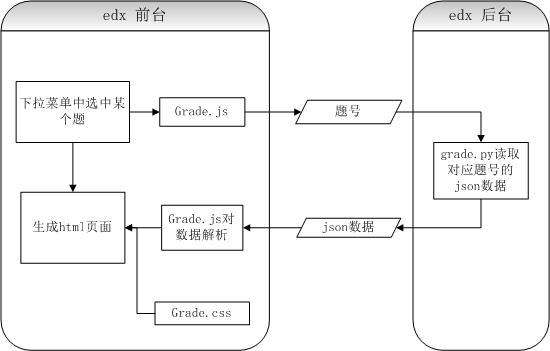 edx 前台
edx 后台
下拉菜单中选中某
个题
Grade.js
题号
grade.py读取
对应题号的
json数据
生成html页面
Grade.js对
数据解析
json数据
Grade.css